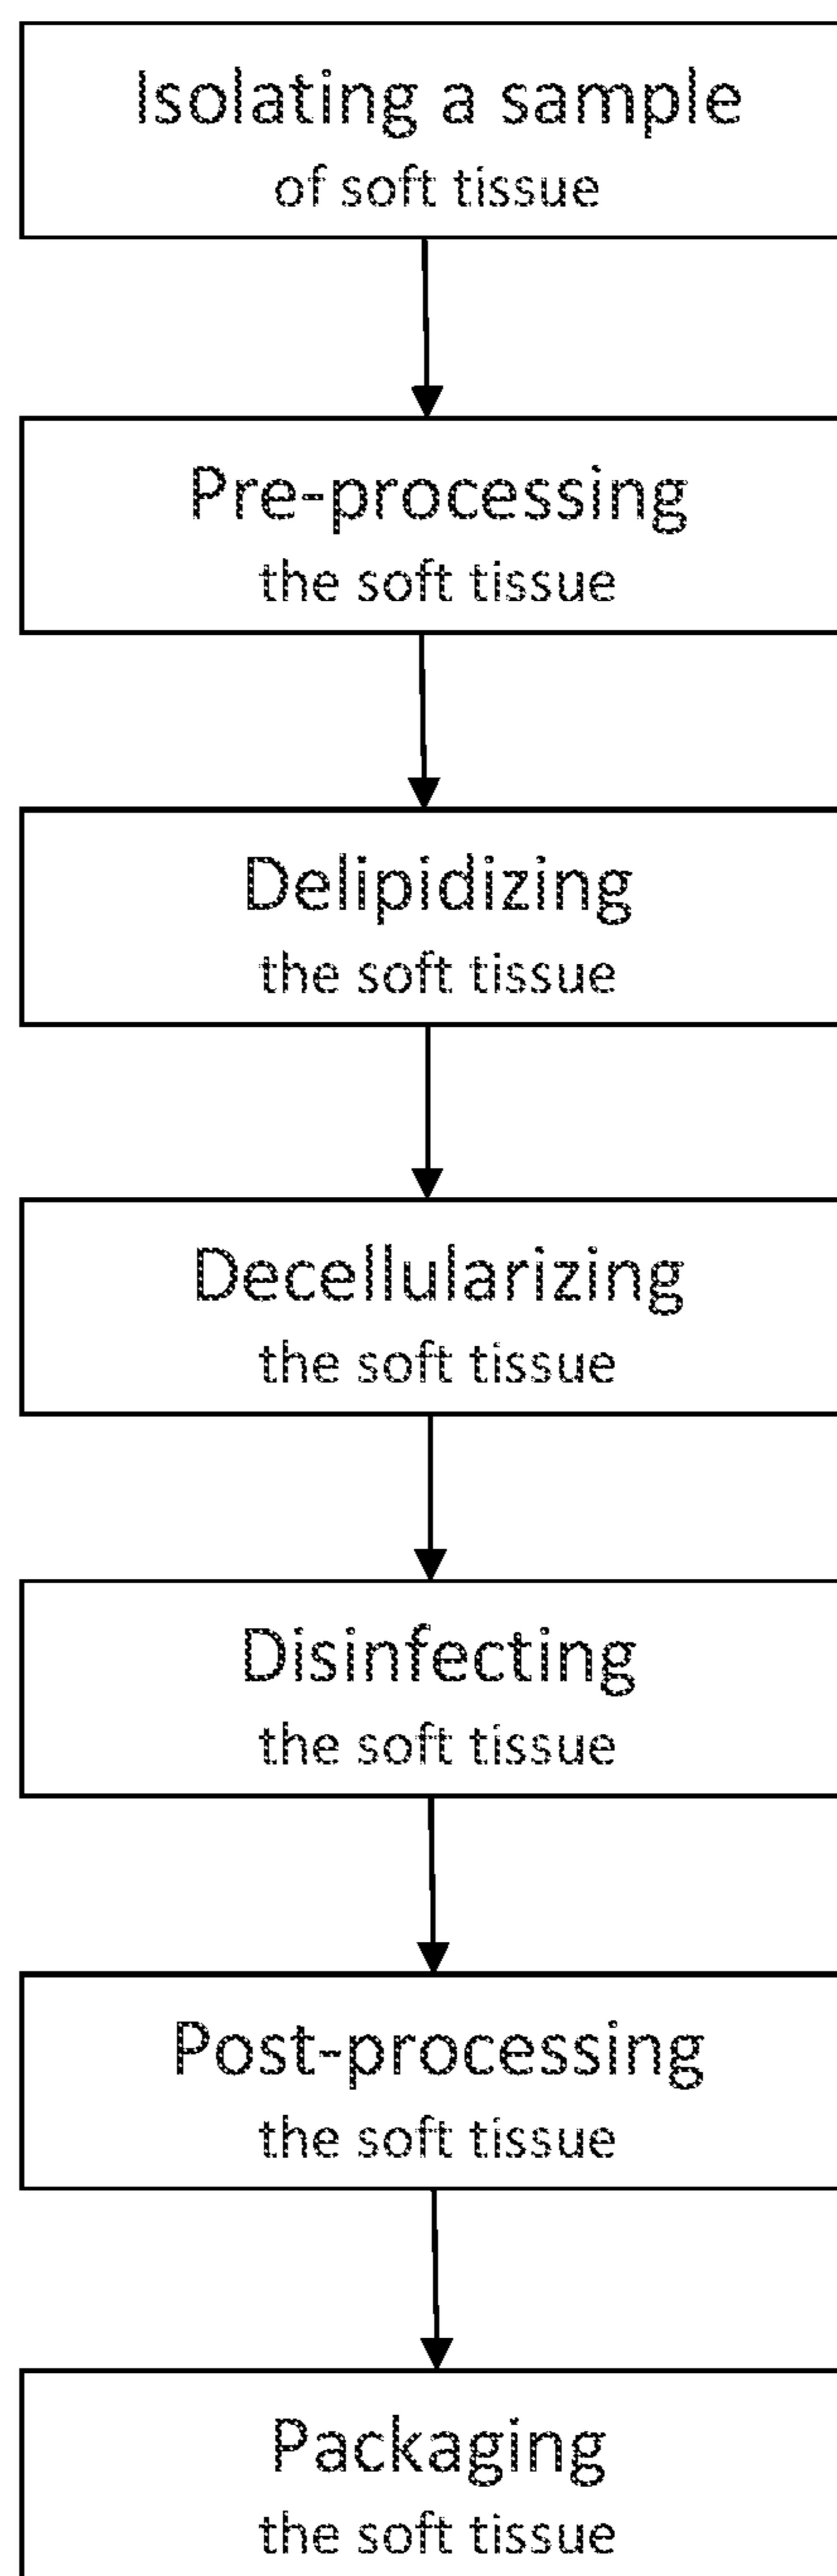 Isolating a sample
of soft tissue
Pre-processing
the soft tissue
Delipidizing
the soft tissue
Decellularizing
the soft tissue
Disinfecting
the soft tissue
Post-processing
the soft tissue
Packaging
the soft tissue